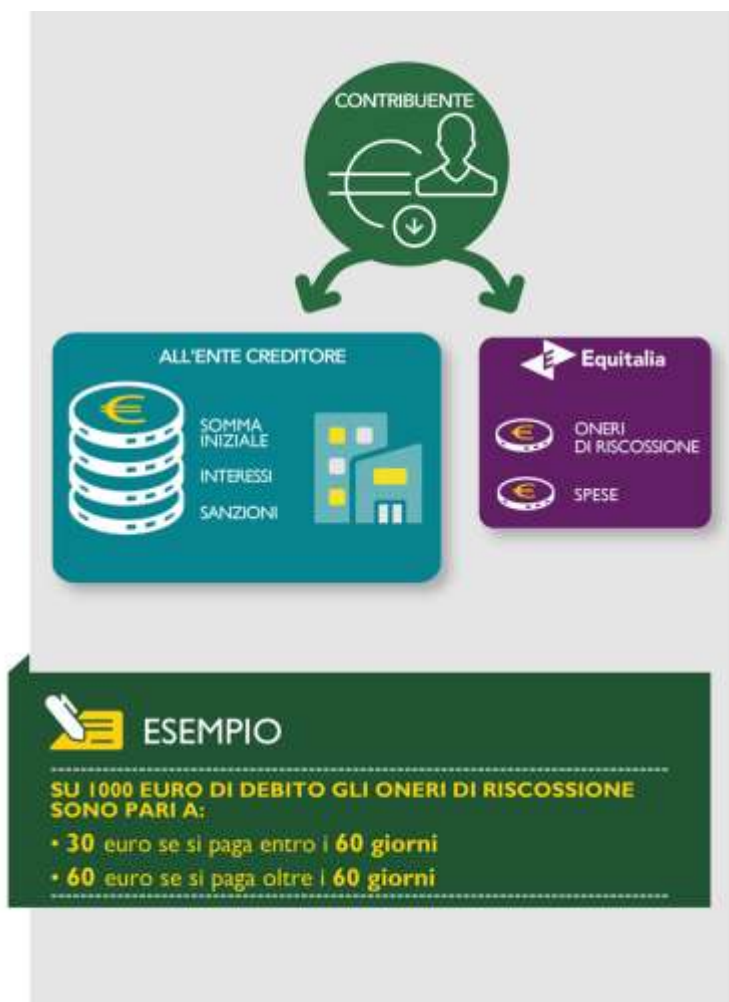 CONTRIBUENTE
ALL'ENTE CREDITORE
SOMMA
INIZIALE
INTERESSI
SANZIONI
E Equitalia
ONERI
DI RISCOSSIONE
SPESE
ESEMPIO
SU 1000 EURO DI DEBITO GLI ONERI DI RISCOSSIONE
SONO PARI A:
• 30 euro se si paga entro i 60 giorni
• 60 euro se si paga oltre i 60 giorni